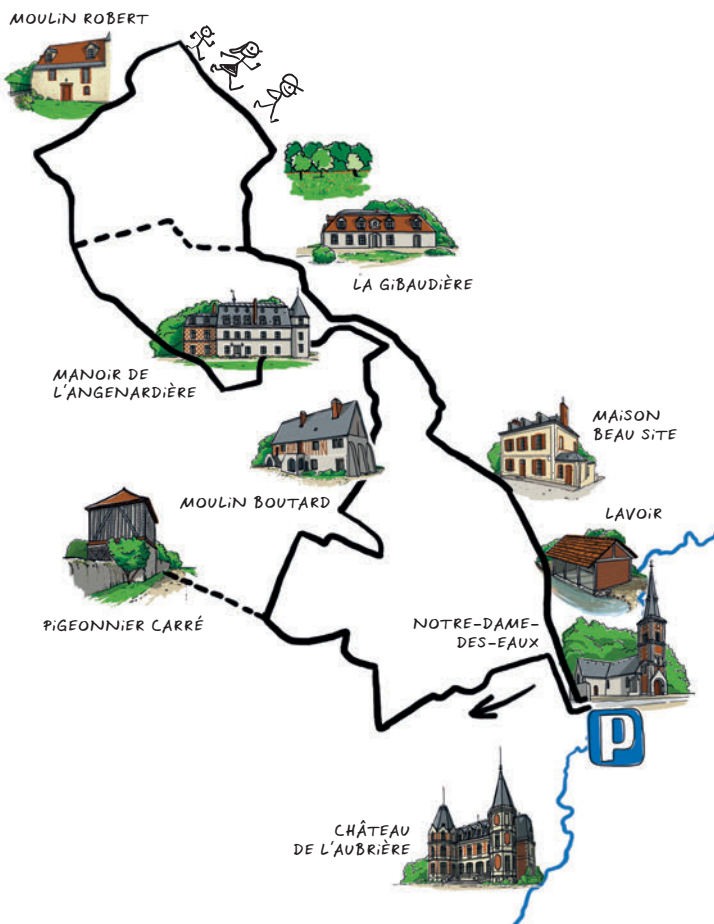 MOULIN ROBERT
LA GIBAUDIÈRE
MANOIR DE
L'ANGENARDIÈRE
MAISON
BEAU SITE
MOULIN BOUTARD
LAVOIR
PIGEONNIER CARRÉ
NOTRE-DAME-
DES-EAUX
P
CHÂTEAU
DE L'AUBRIÈRE